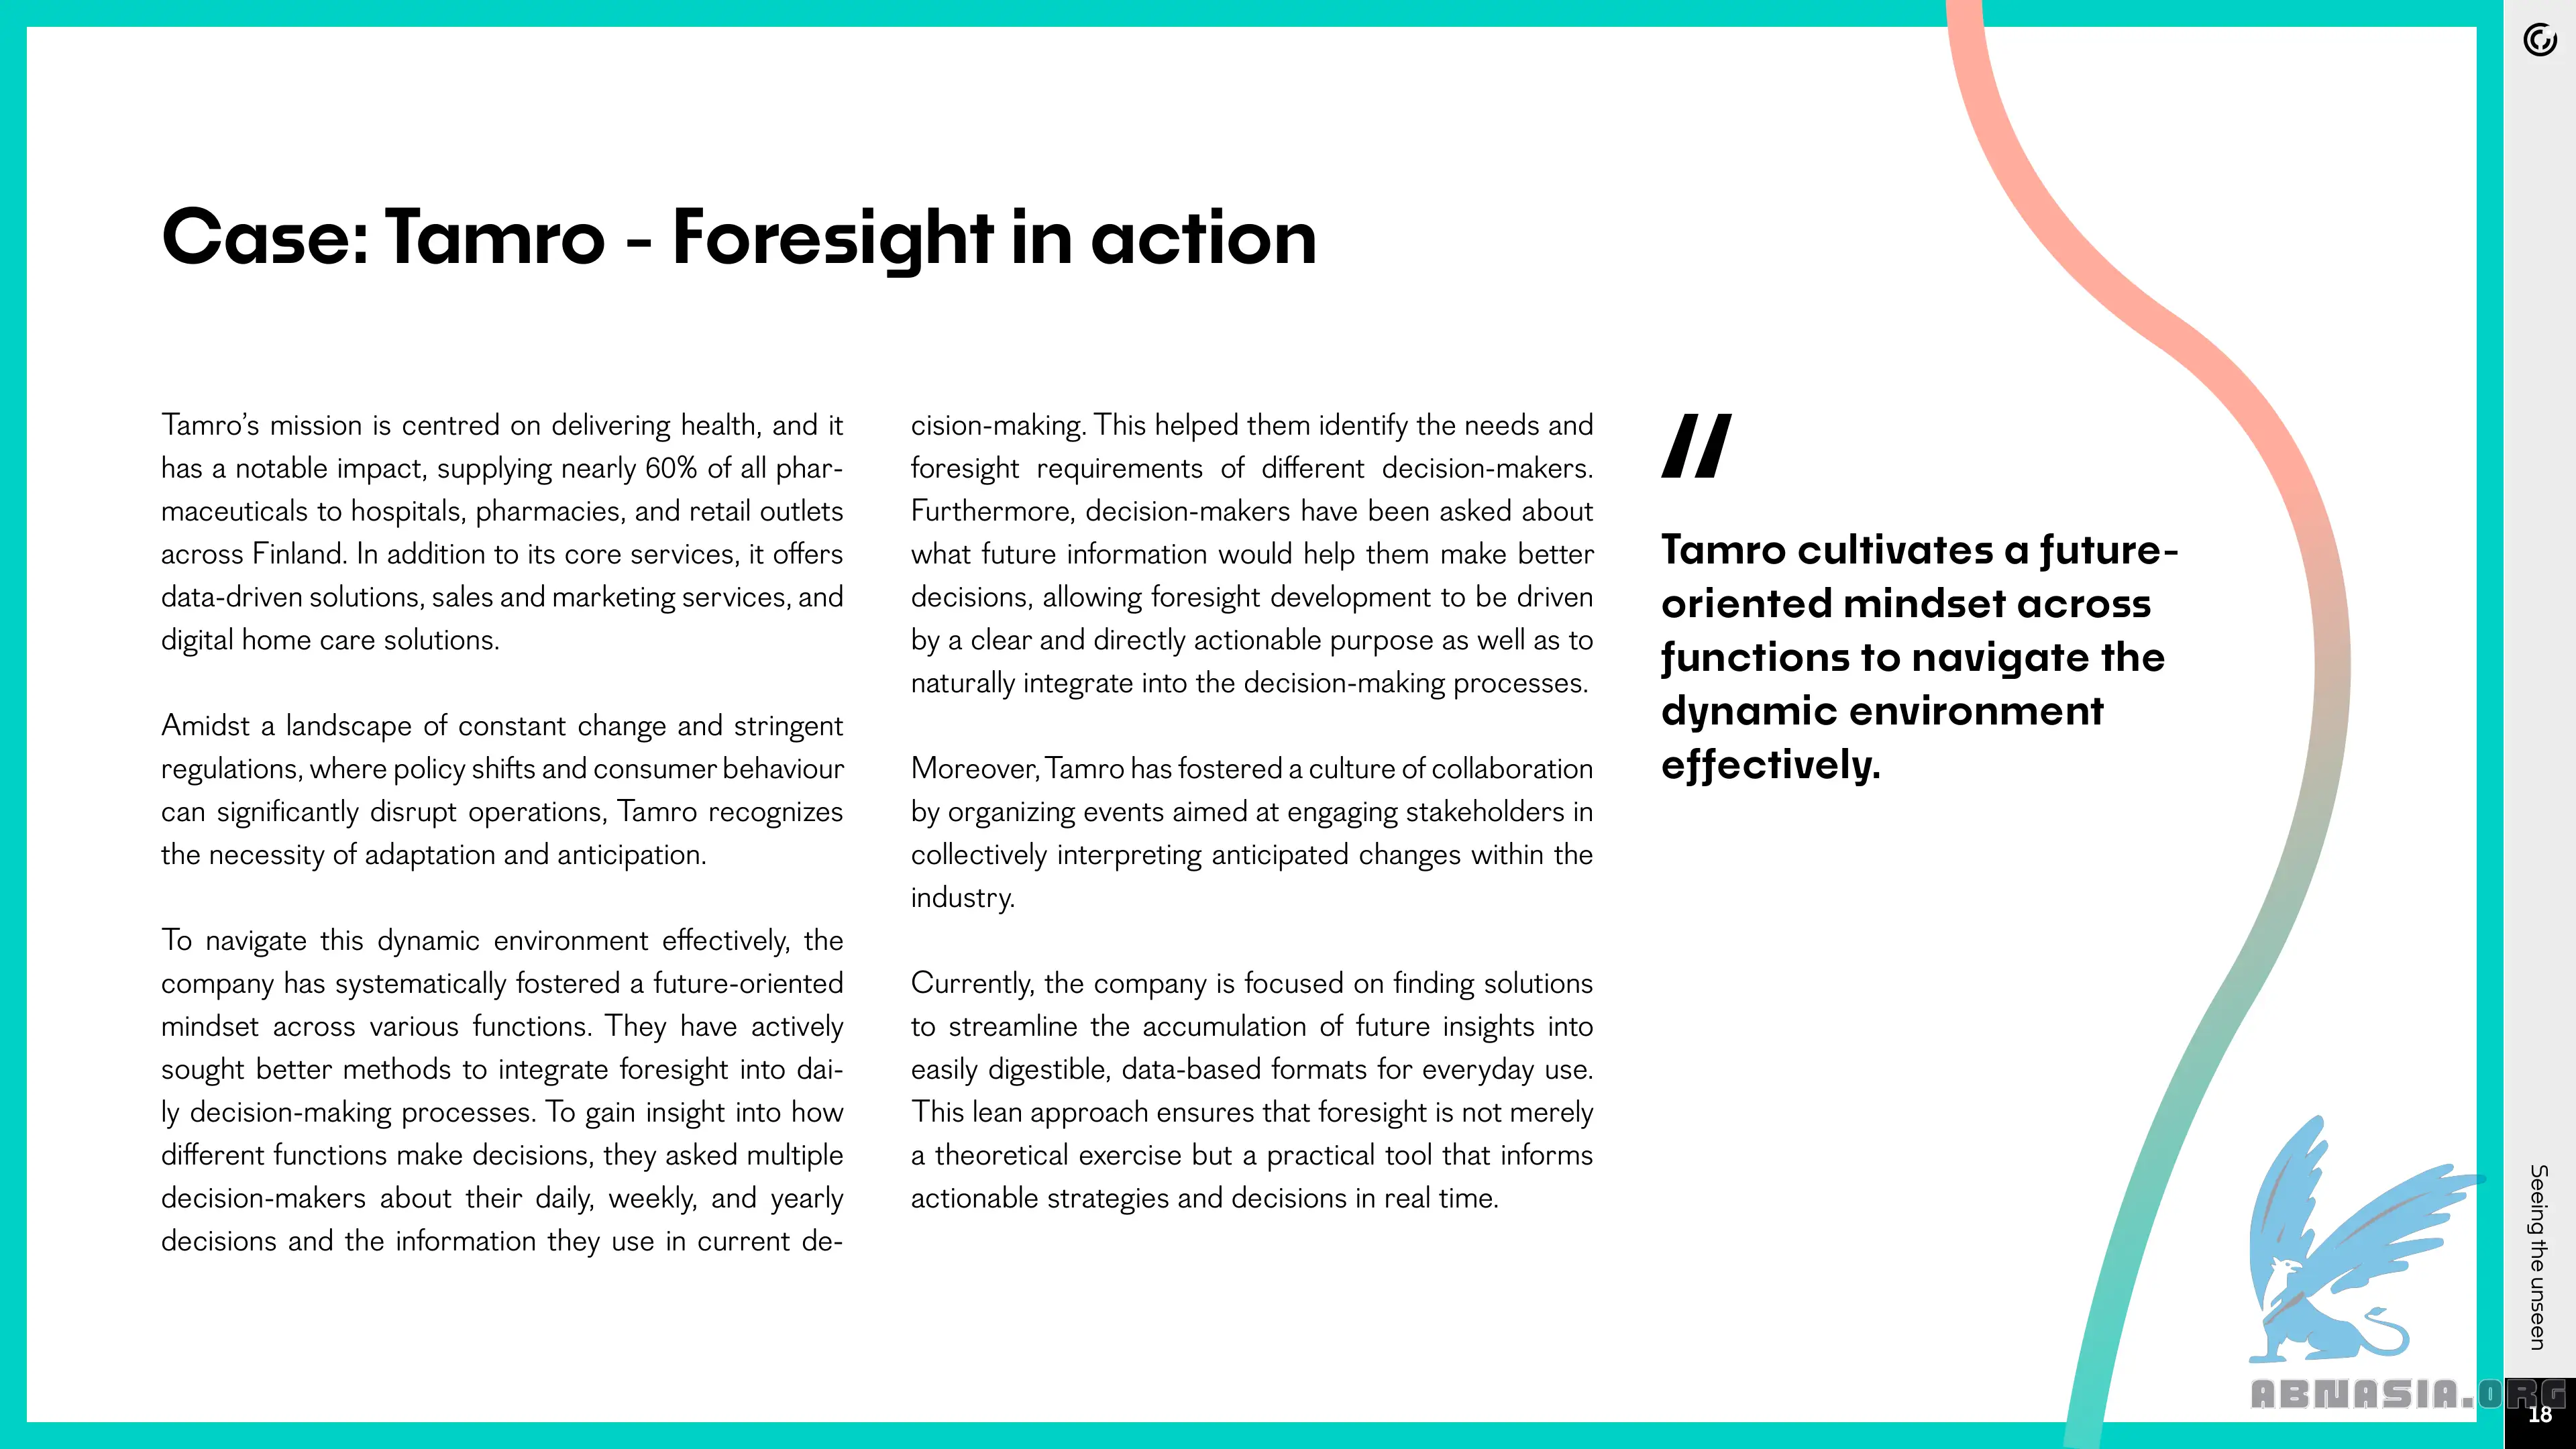 Case: Tamro - Foresight in action
Tamro’s mission is centred on delivering health, and it
has a notable impact, supplying nearly 60% of all phar-
maceuticals to hospitals, pharmacies, and retail outlets
across Finland. In addition to its core services, it offers
data-driven solutions, sales and marketing services, and
digital home care solutions.
Amidst a landscape of constant change and stringent
regulations, where policy shifts and consumer behaviour
can significantly disrupt operations, Tamro recognizes
the necessity of adaptation and anticipation.
To navigate this dynamic environment effectively, the
company has systematically fostered a future-oriented
mindset across various functions. They have actively
sought better methods to integrate foresight into dai-
ly decision-making processes. To gain insight into how
different functions make decisions, they asked multiple
decision-makers about their daily, weekly, and yearly
decisions and the information they use in current de-
cision-making. This helped them identify the needs and
foresight requirements of different decision-makers.
Furthermore, decision-makers have been asked about
what future information would help them make better
decisions, allowing foresight development to be driven
by a clear and directly actionable purpose as well as to
naturally integrate into the decision-making processes.
Moreover, Tamro has fostered a culture of collaboration
by organizing events aimed at engaging stakeholders in
collectively interpreting anticipated changes within the
industry.
Currently, the company is focused on finding solutions
to streamline the accumulation of future insights into
easily digestible, data-based formats for everyday use.
This lean approach ensures that foresight is not merely
a theoretical exercise but a practical tool that informs
actionable strategies and decisions in real time.
"
Tamro cultivates a future-
oriented mindset across
functions to navigate the
dynamic environment
effectively.
Seeing the unseen
ABNASIA.ORG
18